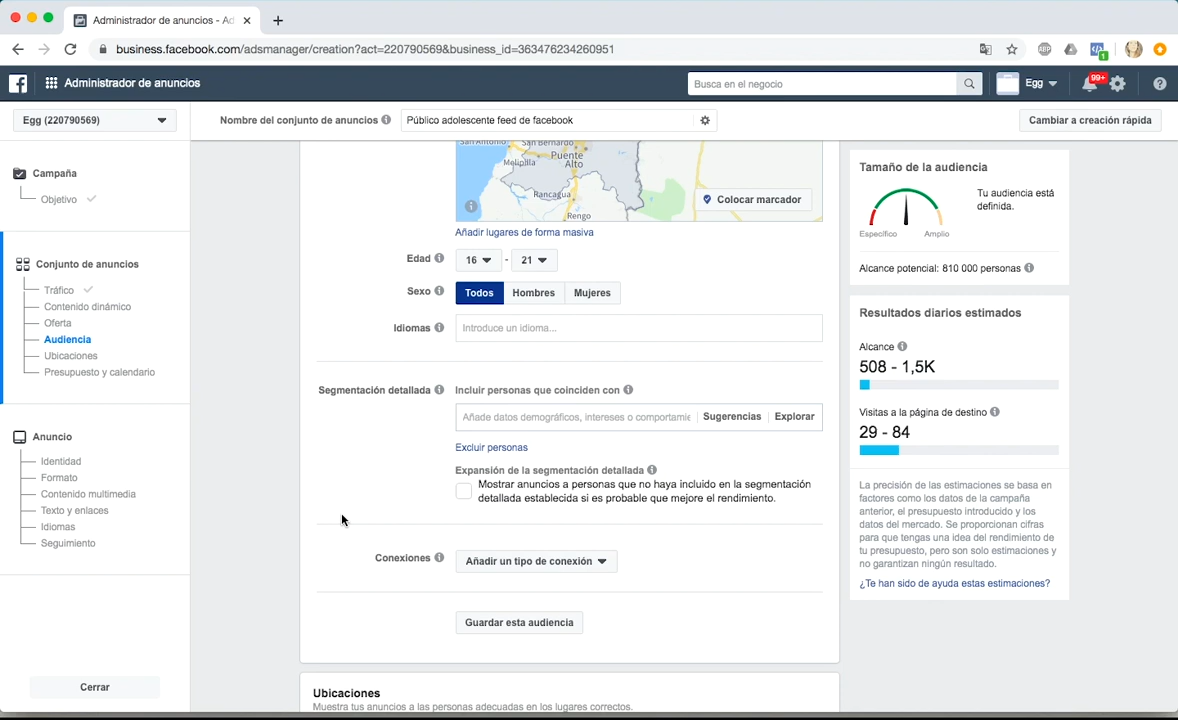 Administrador de anuncios - Ad
business.facebook.com/adsmanager/creation?act=220790569&business_id=363476234260951
ABP
1
Administrador de anuncios
Busca en el negocio
Egg
99+
Egg (220790569)
Nombre del conjunto de anuncios
Público adolescente feed de facebook
Cambiar a creación rápida
Campaña
Objetivo
Conjunto de anuncios
Tráfico
Contenido dinámico
Oferta
Audiencia
Ubicaciones
Presupuesto y calendario
Anuncio
Identidad
Formato
Contenido multimedia
Texto y enlaces
Idiomas
Seguimiento
Cerrar
San Antonio
San Bernardo
Puente
Alto
Melipilla
Rancagua
Rengo
Colocar marcador
Añadir lugares de forma masiva
Edad
16 - 21
Sexo
Todos Hombres Mujeres
Idiomas
Introduce un idioma...
Segmentación detallada
Incluir personas que coinciden con
Añade datos demográficos, intereses o comportamie
Sugerencias
Explorar
Excluir personas
Expansión de la segmentación detallada
Mostrar anuncios a personas que no haya incluido en la segmentación
detallada establecida si es probable que mejore el rendimiento.
Conexiones
Añadir un tipo de conexión
Guardar esta audiencia
Ubicaciones
Muestra tus anuncios a las personas adecuadas en los lugares correctos.
Tamaño de la audiencia
Tu audiencia está
definida.
Específico
Amplio
Alcance potencial: 810 000 personas
Resultados diarios estimados
Alcance
508 - 1,5K
Visitas a la página de destino
29 - 84
La precisión de las estimaciones se basa en
factores como los datos de la campaña
anterior, el presupuesto introducido y los
datos del mercado. Se proporcionan cifras
para que tengas una idea del rendimiento de
tu presupuesto, pero son solo estimaciones y
no garantizan ningún resultado.
¿Te han sido de ayuda estas estimaciones?